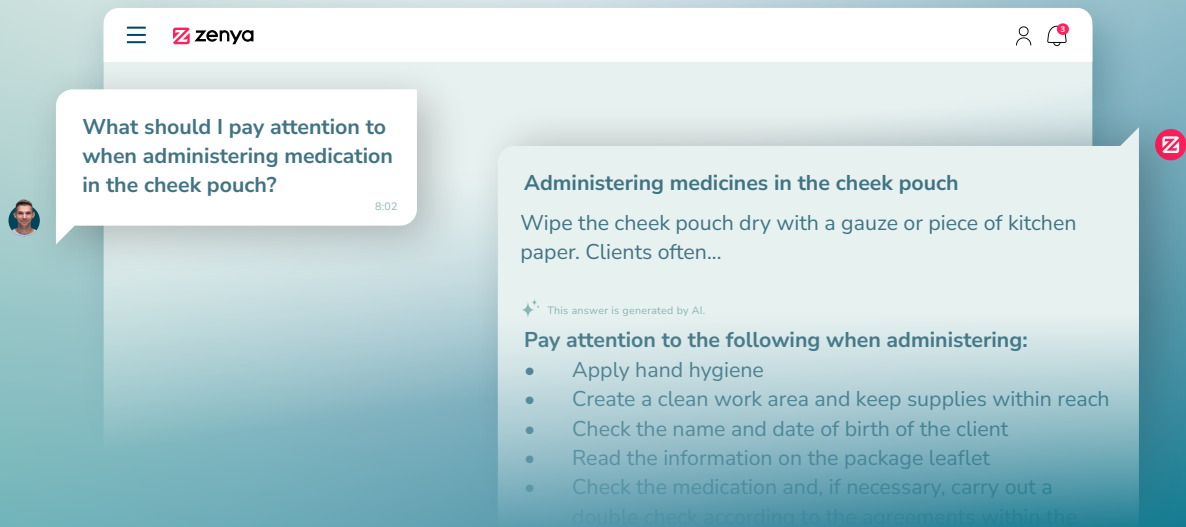 zenya
3
What should I pay attention to
when administering medication
in the cheek pouch?
8:02
Administering medicines in the cheek pouch
Wipe the cheek pouch dry with a gauze or piece of kitchen
paper. Clients often...
This answer is generated by AI.
Pay attention to the following when administering:
• Apply hand hygiene
• Create a clean work area and keep supplies within reach
• Check the name and date of birth of the client
• Read the information on the package leaflet
• Check the medication and, if necessary, carry out a
double check according to the agreements within the